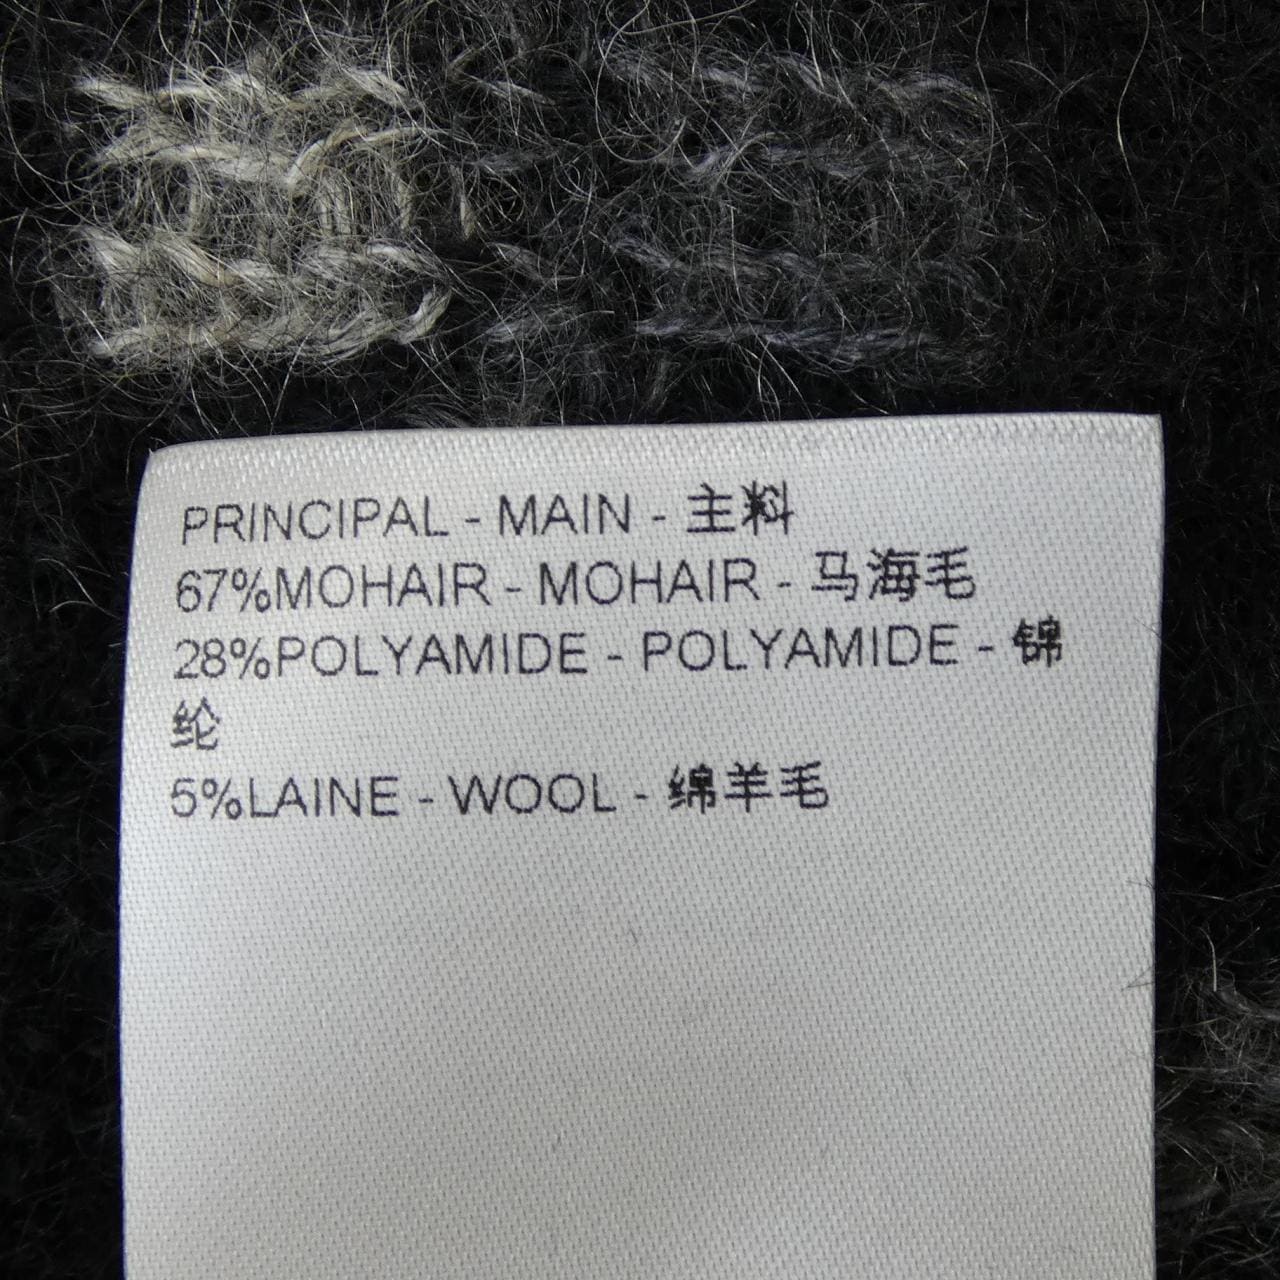 PRINCIPAL - MAIN - 主料
67%MOHAIR - MOHAIR - 马海毛
28%POLYAMIDE - POLYAMIDE - 锦
纶
5%LAINE - WOOL - 绵羊毛